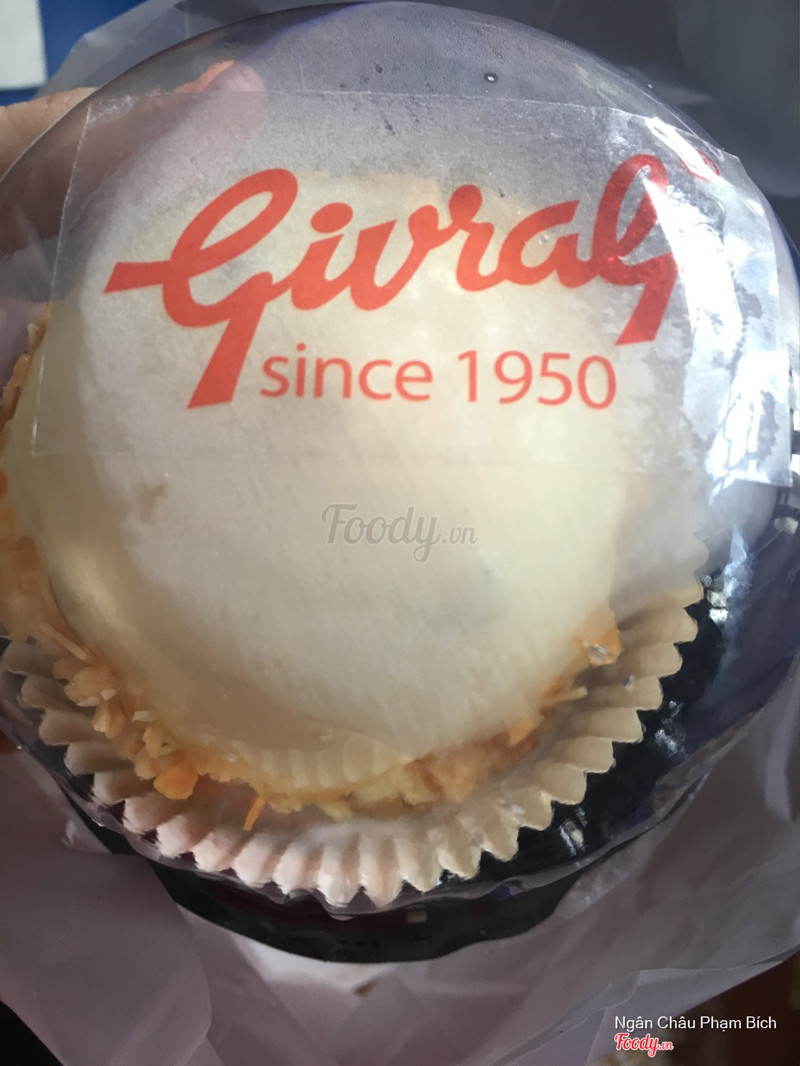 Givral
since 1950
Foody.vn
Ngân Châu Phạm Bích
Foody.vn